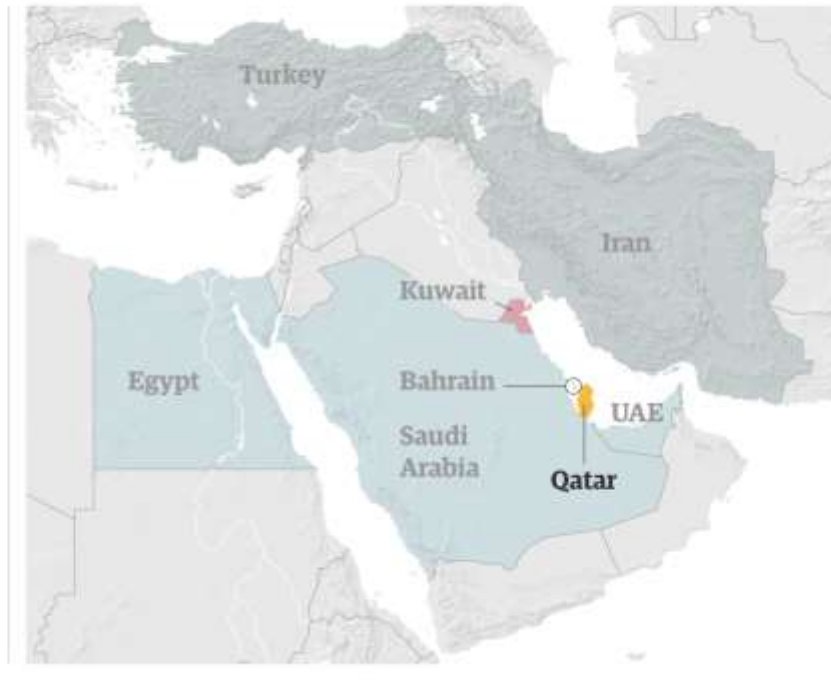 Turkey
Iran
Kuwait
Egypt
Bahrain
UAE
Saudi
Arabia
Qatar